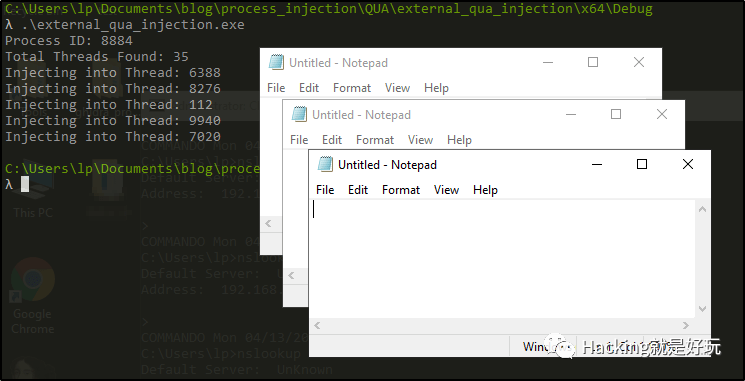 C:\Users\lp\Documents\blog\process_injection\QUA\external_qua_injection\x64\Debug
λ .\external_qua_injection.exe
Process ID: 8884
Total Threads Found: 35
Injecting into Thread: 6388
Injecting into Thread: 8276
Injecting into Thread: 112
Injecting into Thread: 9940
Injecting into Thread: 7020
C:\Users\lp\Documents\blog\proce
λ
Untitled - Notepad
File Edit Format View Help
Untitled - Notepad
File Edit Format View Help
Untitled - Notepad
File Edit Format View Help
This PC
Google
Chrome
Address: 192.1
>
COMMANDO Mon 04
C:\Users\lp>nslo
Default Server:
Address: 192.168
>
COMMANDO Mon 04/13/20
C:\Users\lp>nslookup
Default Server: UnKnown
Hacking就是好玩